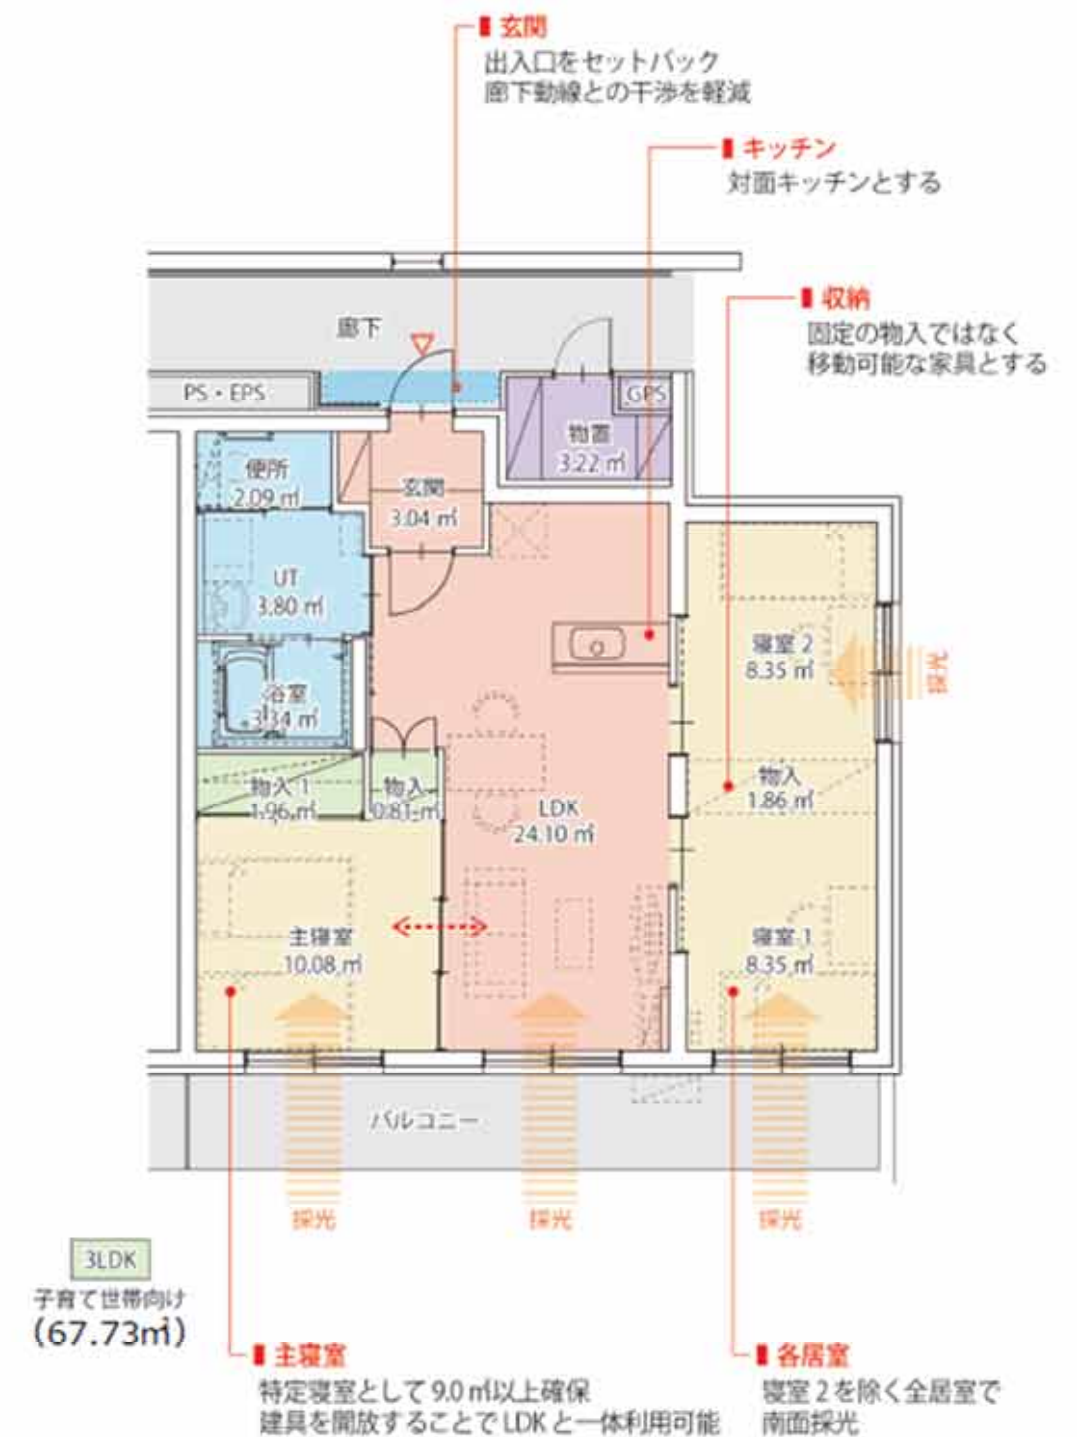 玄関
出入口をセットバック
廊下動線との干渉を軽減
キッチン
対面キッチンとする
収納
固定の物入ではなく
移動可能な家具とする
廊下
PS・EPS
GPS
物置
3.22㎡
便所
2.09㎡
玄関
3.04㎡
UT
3.80㎡
寝室2
8.35㎡
採光
浴室
3.34㎡
物入1
1.96㎡
物入
0.81㎡
物入
1.86㎡
LDK
24.10㎡
主寝室
10.08㎡
寝室1
8.35㎡
バルコニー
採光
採光
採光
3LDK
子育て世帯向け
(67.73㎡)
主寝室
特定寝室として9.0㎡以上確保
建具を開放することでLDKと一体利用可能
各居室
寝室2を除く全居室で
南面採光